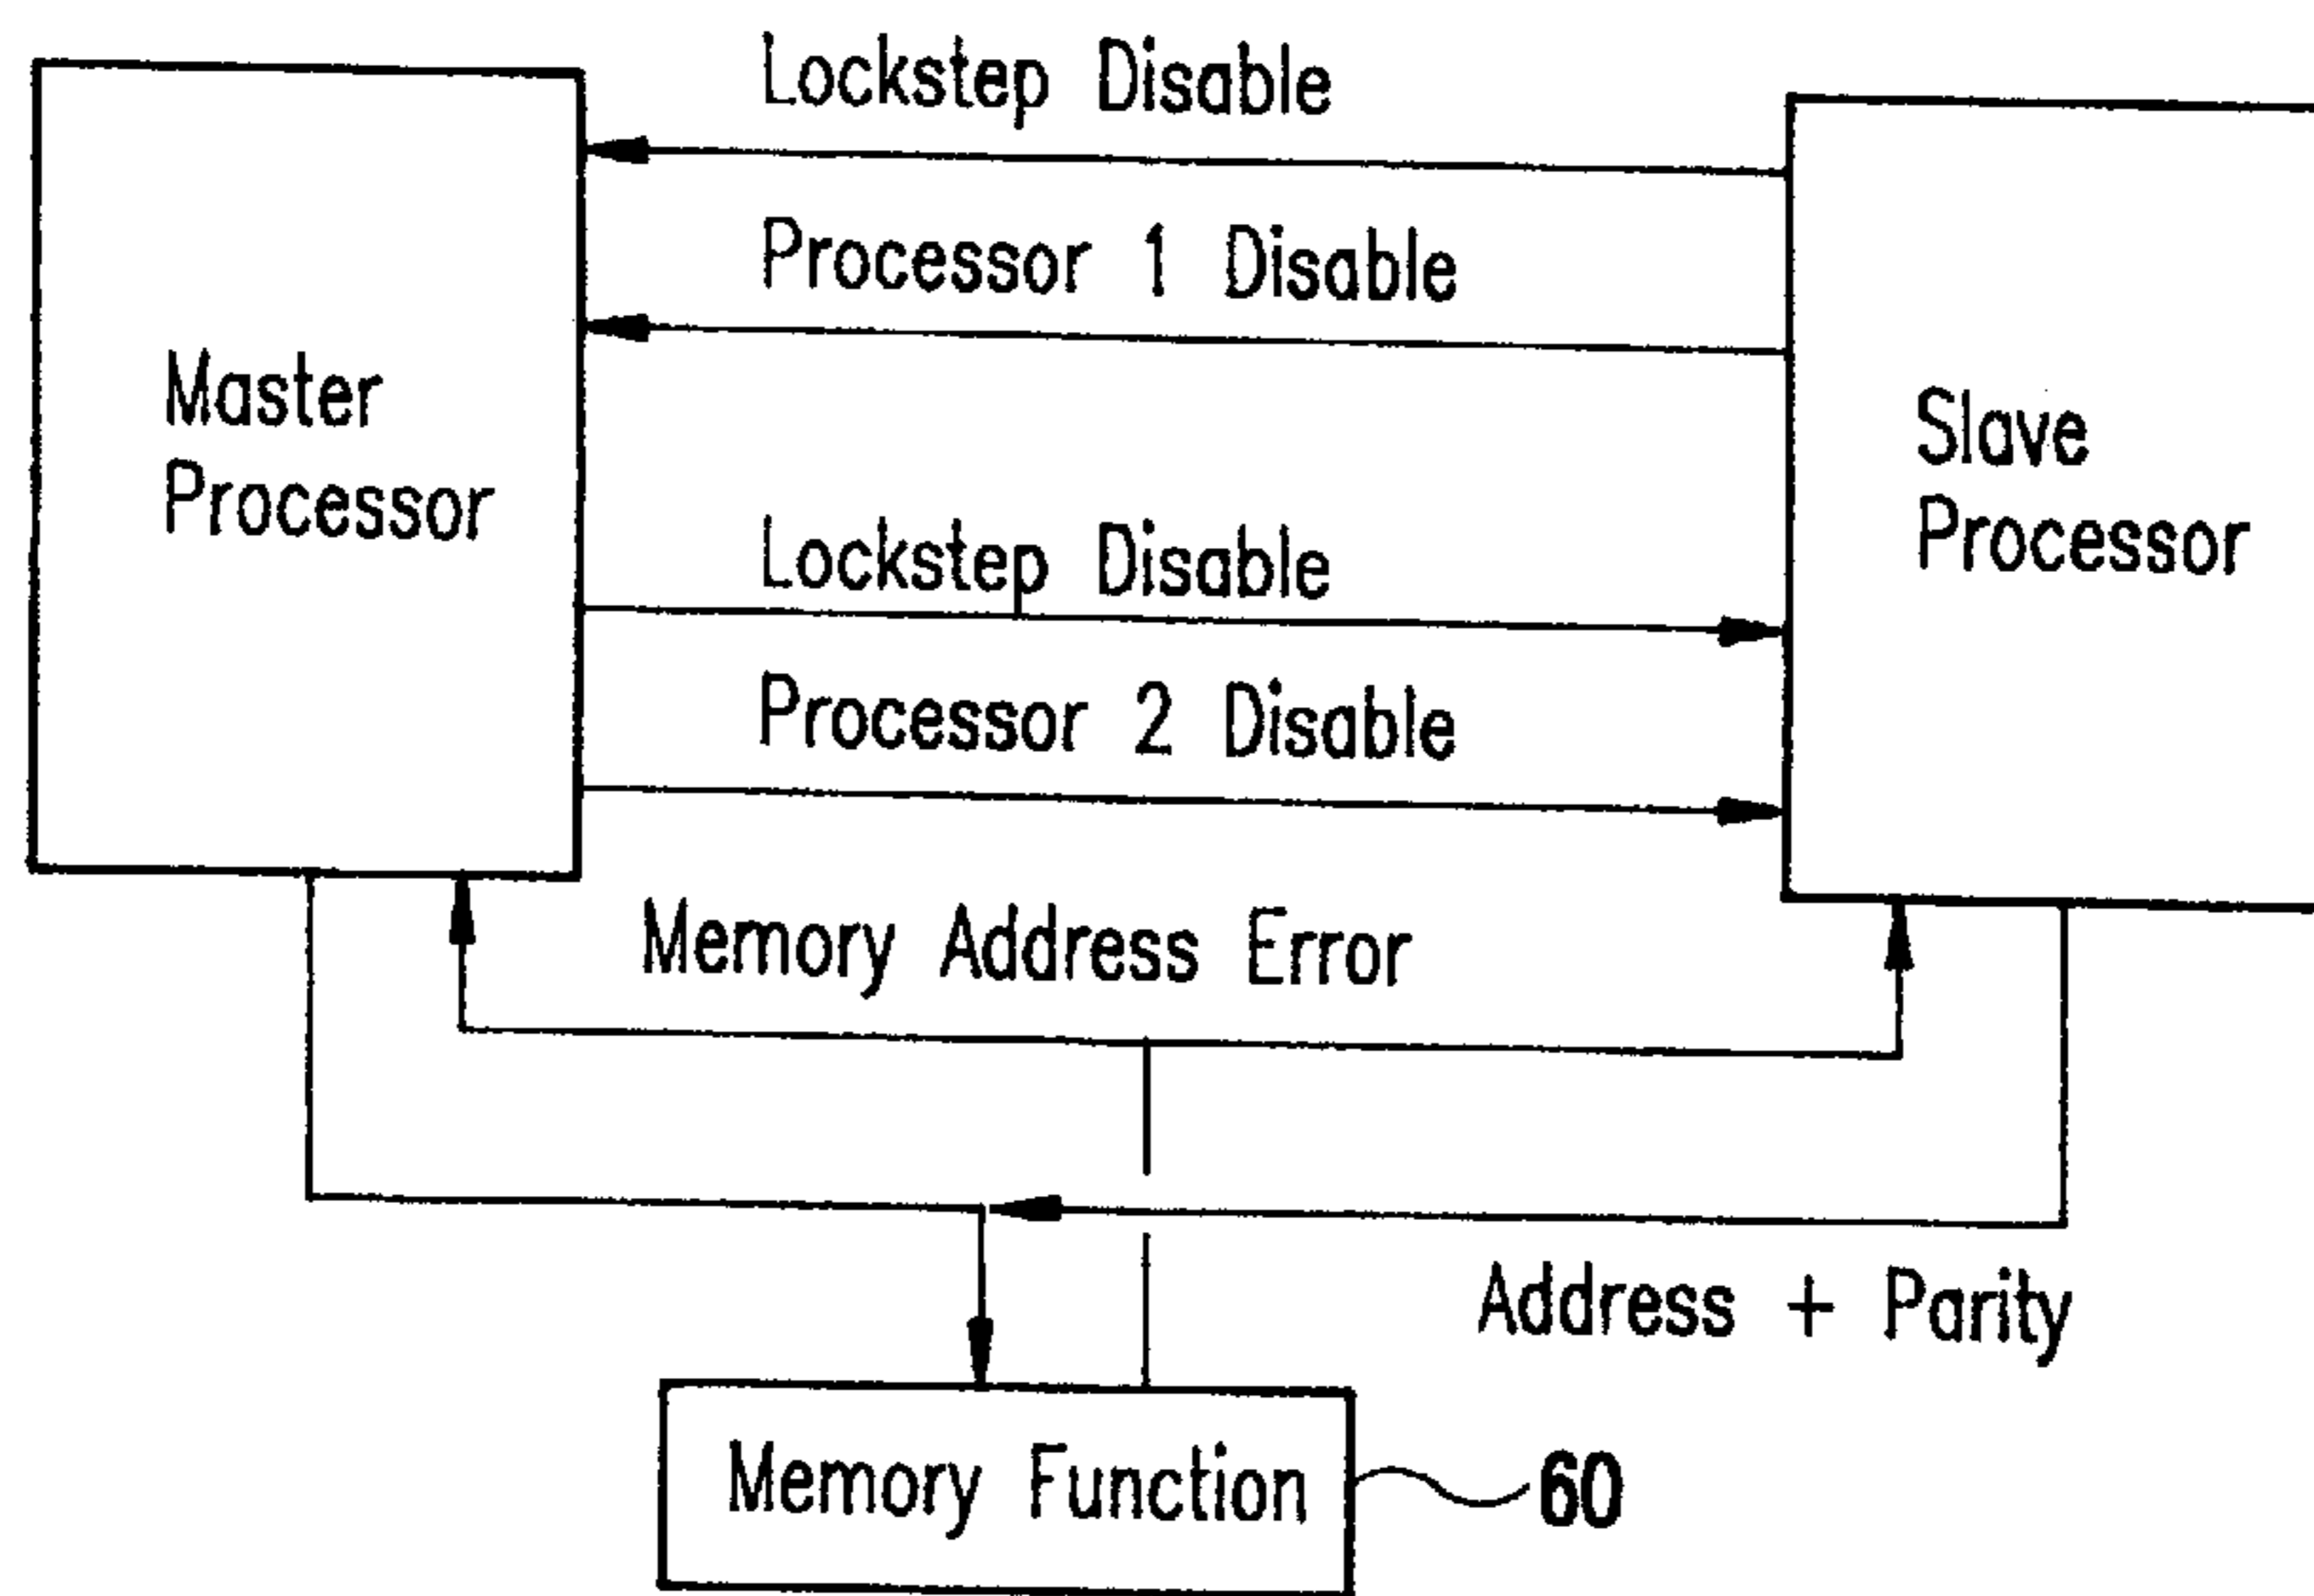 Lockstep Disable
Processor 1 Disable
Master
Processor
Slave
Processor
Lockstep Disable
Processor 2 Disable
Memory Address Error
Address + Parity
Memory Function
60